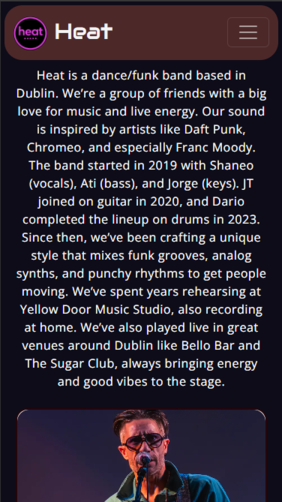 heat
Heat
Heat is a dance/funk band based in
Dublin. We're a group of friends with a big
love for music and live energy. Our sound
is inspired by artists like Daft Punk,
Chromeo, and especially Franc Moody.
The band started in 2019 with Shaneo
(vocals), Ati (bass), and Jorge (keys). JT
joined on guitar in 2020, and Dario
completed the lineup on drums in 2023.
Since then, we've been crafting a unique
style that mixes funk grooves, analog
synths, and punchy rhythms to get people
moving. We've spent years rehearsing at
Yellow Door Music Studio, also recording
at home. We've also played live in great
venues around Dublin like Bello Bar and
The Sugar Club, always bringing energy
and good vibes to the stage.